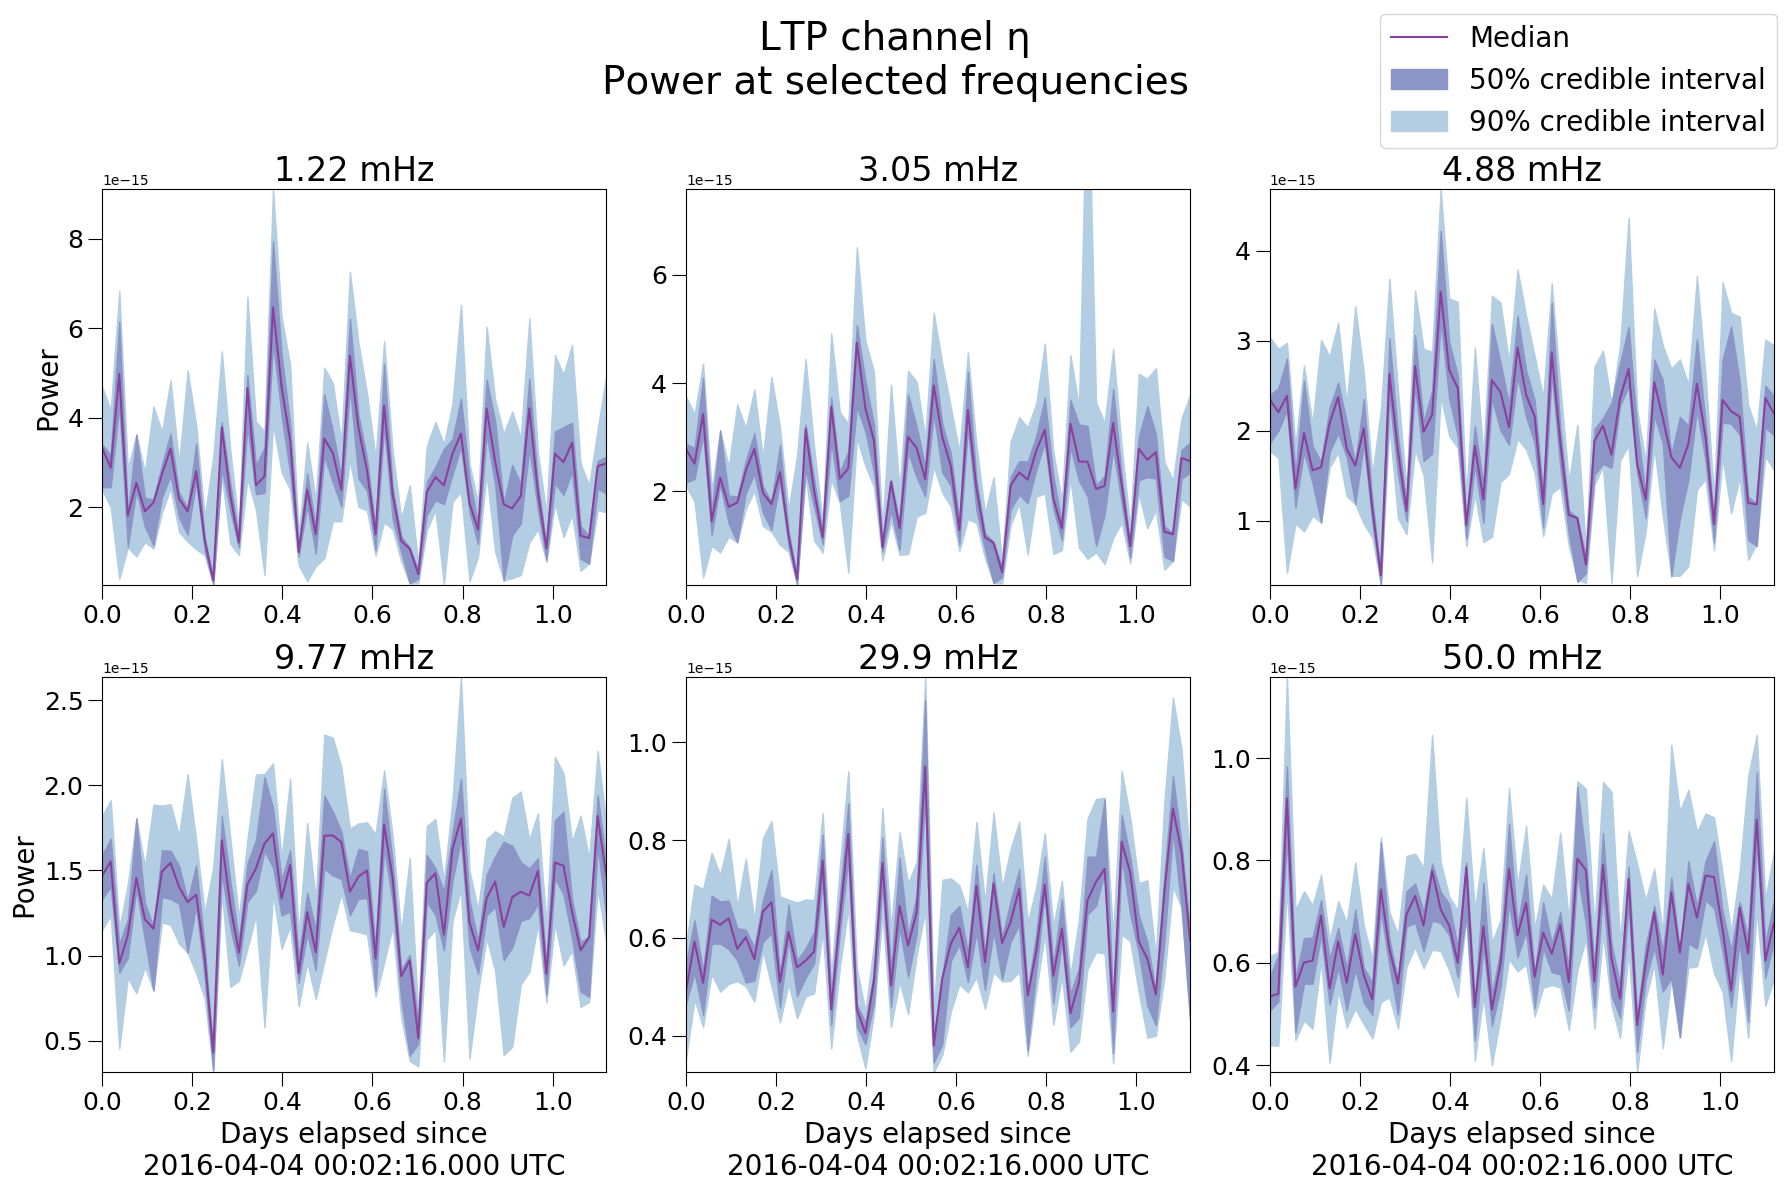 LTP channel η
Power at selected frequencies
Median
50% credible interval
90% credible interval
1.22 mHz
3.05 mHz
4.88 mHz
1e−15
1e−15
1e−15
Power
8
6
4
2
0.0 0.2 0.4 0.6 0.8 1.0
6
4
2
0.0 0.2 0.4 0.6 0.8 1.0
4
3
2
1
0.0 0.2 0.4 0.6 0.8 1.0
9.77 mHz
29.9 mHz
50.0 mHz
1e−15
1e−15
1e−15
Power
2.5
2.0
1.5
1.0
0.5
0.0 0.2 0.4 0.6 0.8 1.0
Days elapsed since
2016-04-04 00:02:16.000 UTC
1.0
0.8
0.6
0.4
0.0 0.2 0.4 0.6 0.8 1.0
Days elapsed since
2016-04-04 00:02:16.000 UTC
1.0
0.8
0.6
0.4
0.0 0.2 0.4 0.6 0.8 1.0
Days elapsed since
2016-04-04 00:02:16.000 UTC